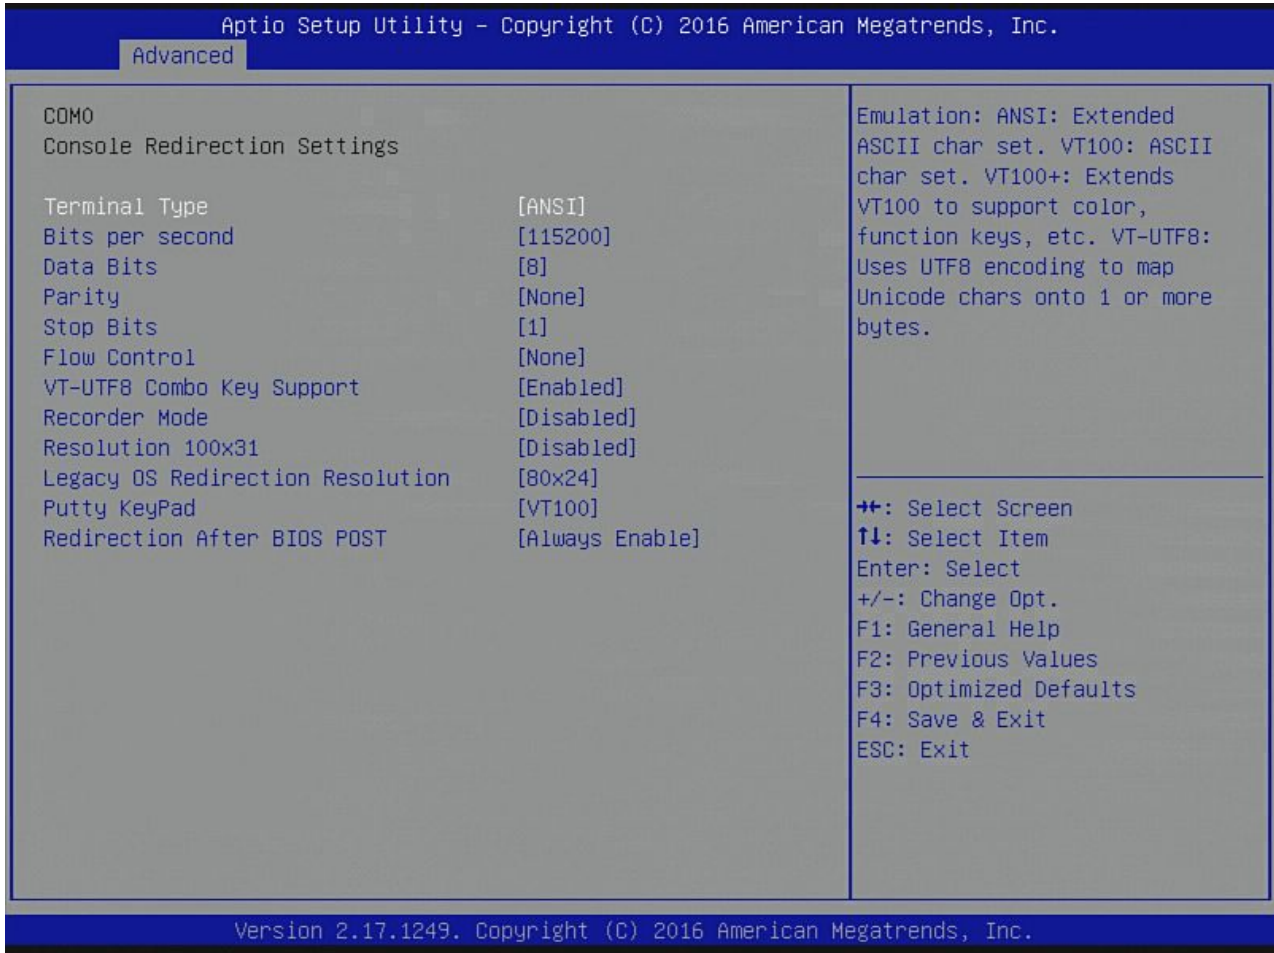 Aptio Setup Utility – Copyright (C) 2016 American Megatrends, Inc.
Advanced
COM0
Console Redirection Settings
Terminal Type [ANSI]
Bits per second [115200]
Data Bits [8]
Parity [None]
Stop Bits [1]
Flow Control [None]
VT-UTF8 Combo Key Support [Enabled]
Recorder Mode [Disabled]
Resolution 100x31 [Disabled]
Legacy OS Redirection Resolution [80x24]
Putty KeyPad [VT100]
Redirection After BIOS POST [Always Enable]
Emulation: ANSI: Extended
ASCII char set. VT100: ASCII
char set. VT100+: Extends
VT100 to support color,
function keys, etc. VT-UTF8:
Uses UTF8 encoding to map
Unicode chars onto 1 or more
bytes.
→←: Select Screen
↑↓: Select Item
Enter: Select
+/-: Change Opt.
F1: General Help
F2: Previous Values
F3: Optimized Defaults
F4: Save & Exit
ESC: Exit
Version 2.17.1249. Copyright (C) 2016 American Megatrends, Inc.